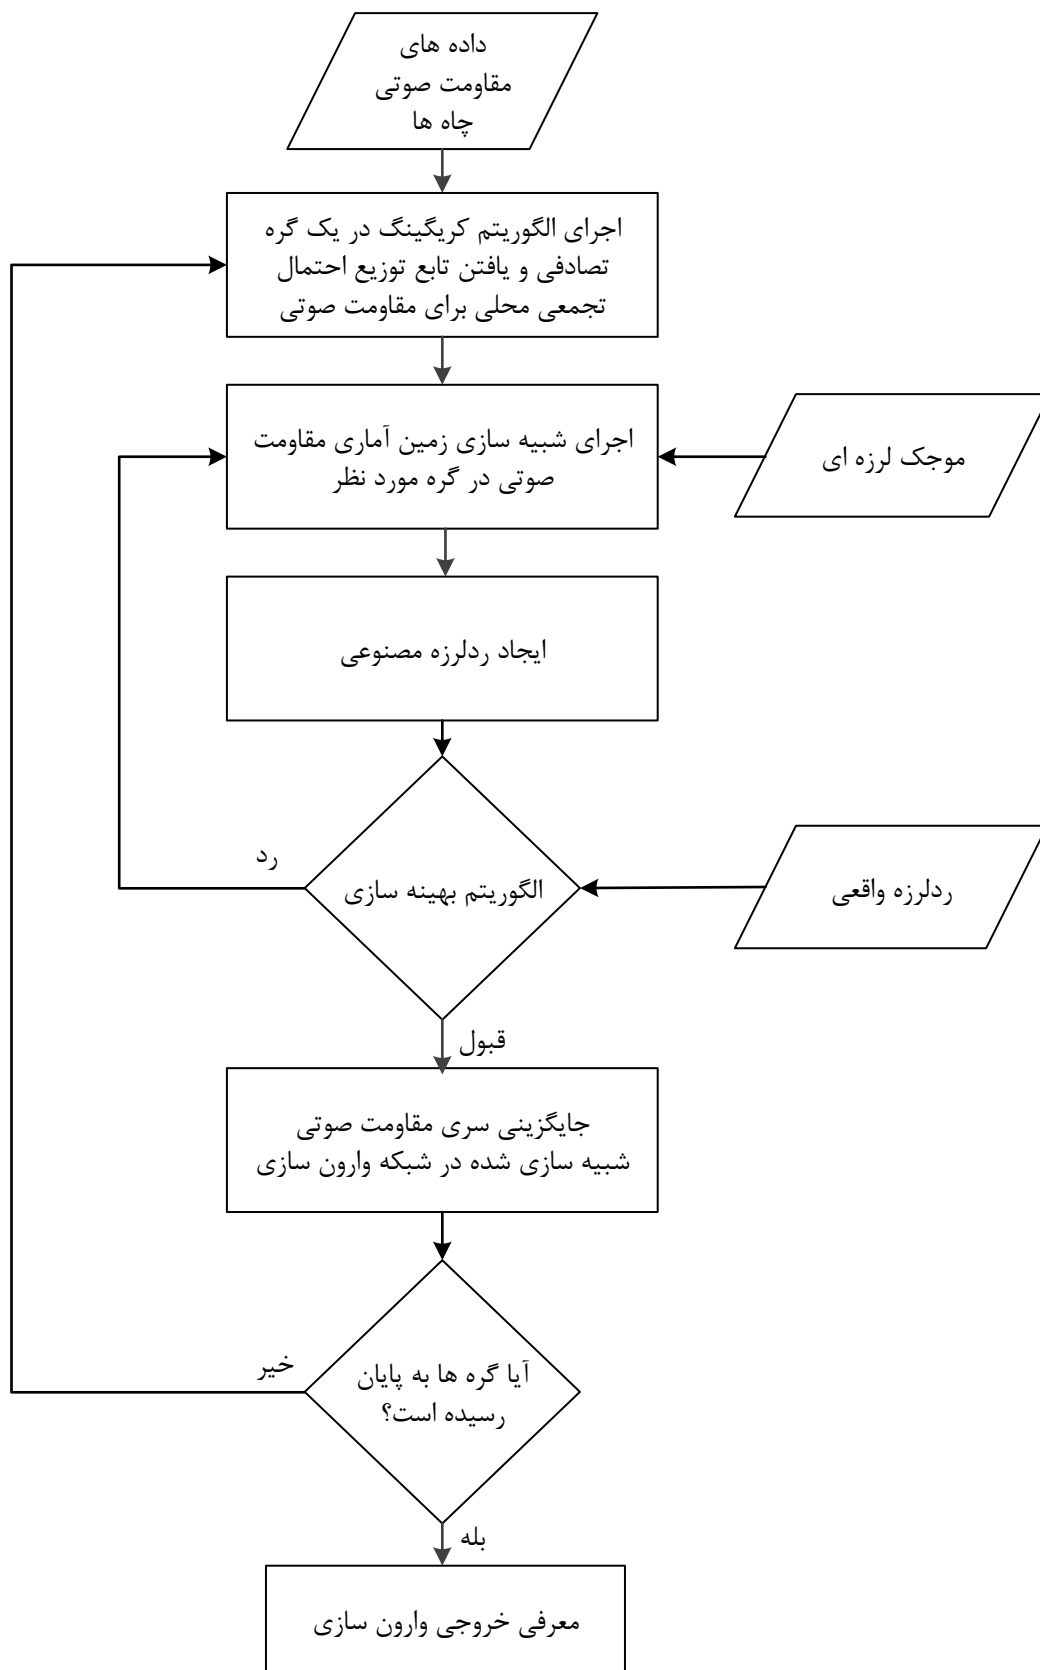 داده های
مقاومت صوتی
چاه ها
اجرای الگوریتم کریگینگ در یک گره
تصادفی و یافتن تابع توزیع احتمال
تجمعی محلی برای مقاومت صوتی
اجرای شبیه سازی زمین آماری مقاومت
صوتی در گره مورد نظر
موجک لرزه ای
ایجاد ردلرزه مصنوعی
الگوریتم بهینه سازی
رد
ردلرزه واقعی
قبول
جایگزینی سری مقاومت صوتی
شبیه سازی شده در شبکه وارون سازی
آیا گره ها به پایان
رسیده است؟
خیر
بله
معرفی خروجی وارون سازی